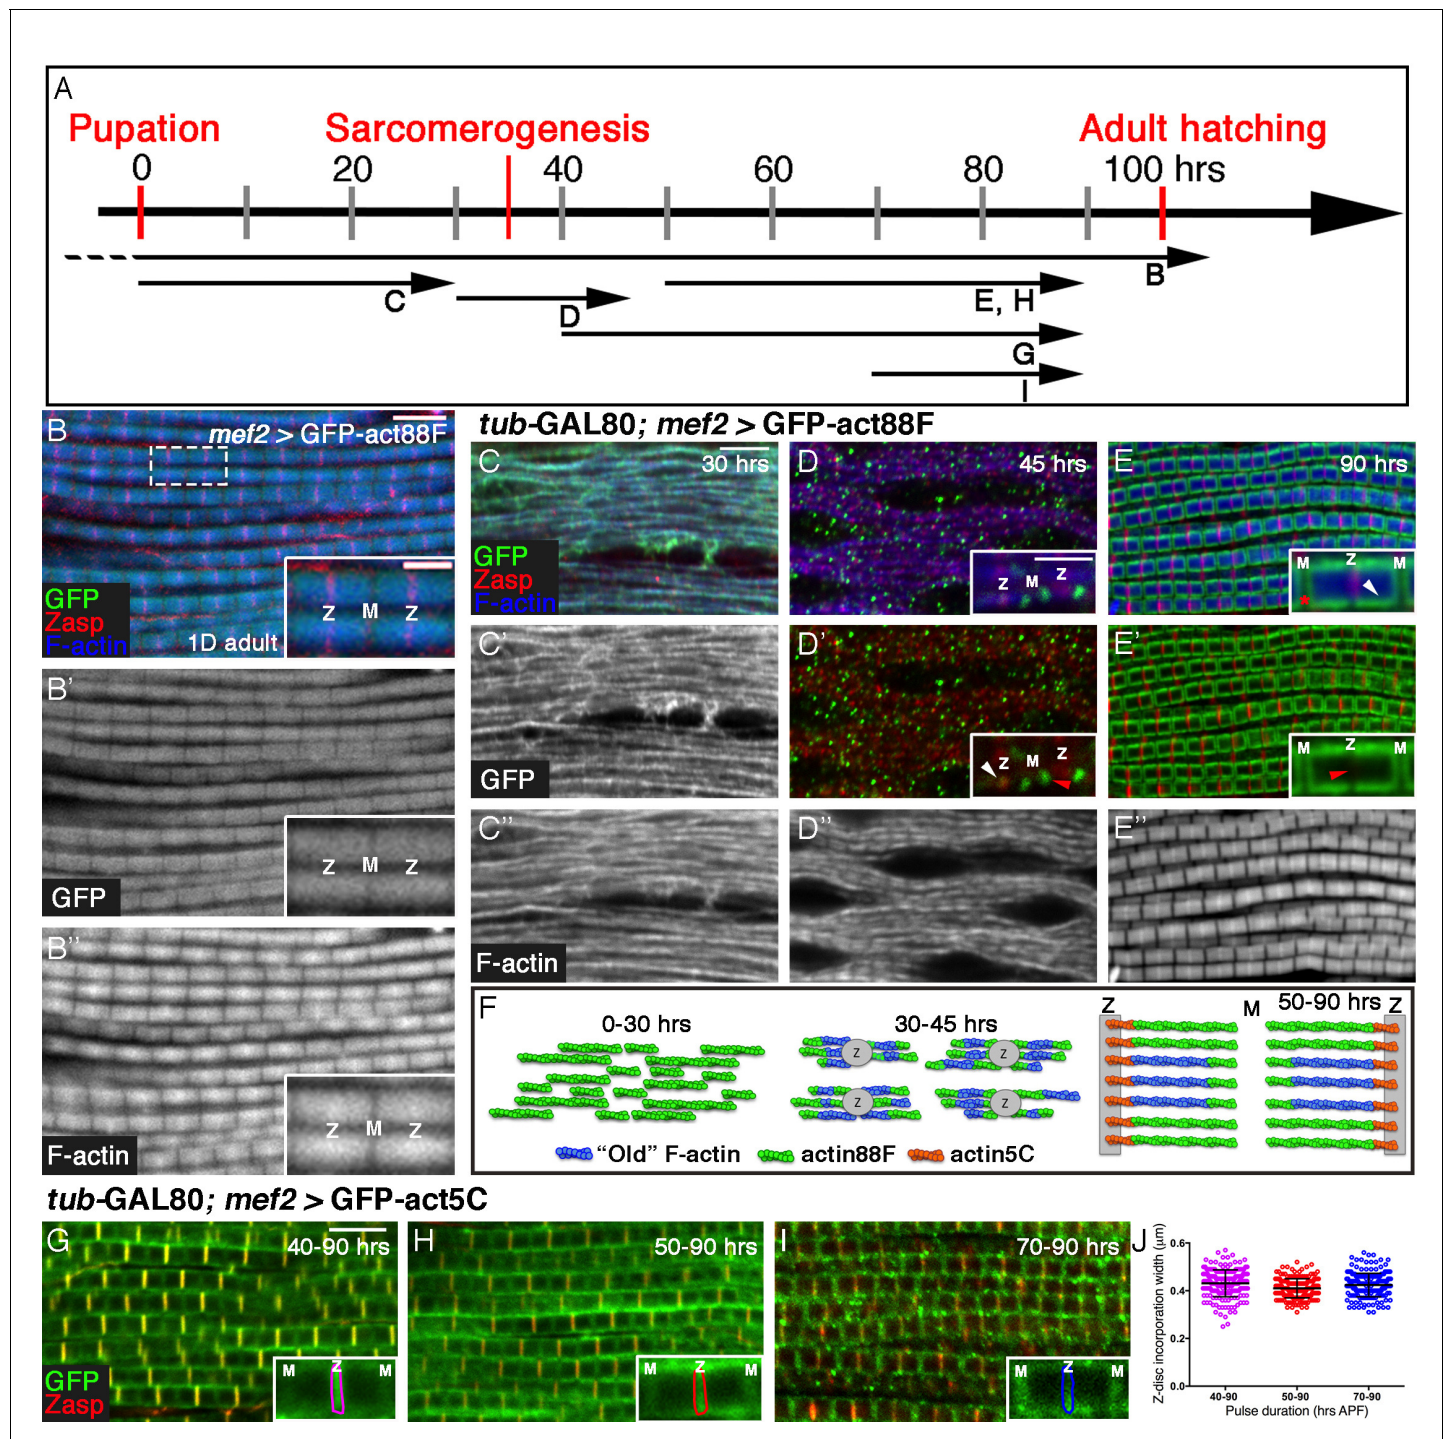 A
Pupation
Sarcomerogenesis
Adult hatching
0
20
40
60
80
100 hrs
B
C
E, H
D
G
I
B
mef2 > GFP-act88F
GFP
Zasp
F-actin
1D adult
Z
M
Z
B'
GFP
Z
M
Z
B''
F-actin
Z
M
Z
tub-GAL80; mef2 > GFP-act88F
C
30 hrs
GFP
Zasp
F-actin
D
45 hrs
Z
M
Z
E
90 hrs
M
Z
M
*
C'
GFP
D'
Z
M
Z
E'
M
Z
M
C''
F-actin
D''
E''
F
0-30 hrs
30-45 hrs
Z
M
50-90 hrs
Z
Z
Z
Z
Z
“Old” F-actin
actin88F
actin5C
tub-GAL80; mef2 > GFP-act5C
G
40-90 hrs
GFP
Zasp
M
Z
M
H
50-90 hrs
M
Z
M
I
70-90 hrs
M
Z
M
J
Z-disc incorporation width (µm)
0.6
0.4
0.2
0.0
40-90
50-90
70-90
Pulse duration (hrs APF)